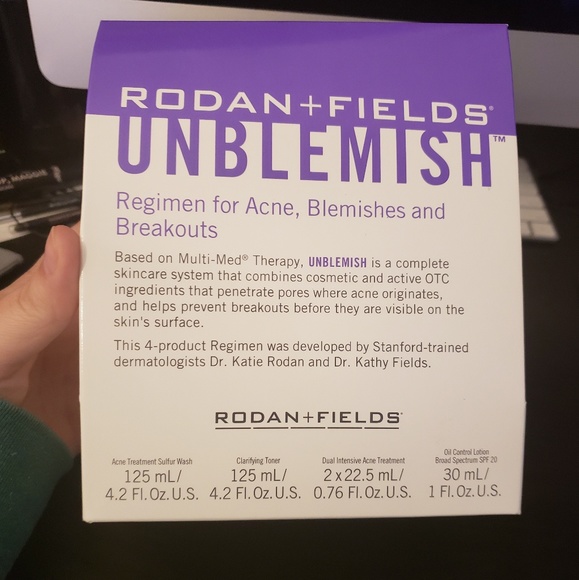 RODAN+FIELDS®
UNBLEMISH™
Regimen for Acne, Blemishes and
Breakouts
Based on Multi-Med® Therapy, UNBLEMISH is a complete
skincare system that combines cosmetic and active OTC
ingredients that penetrate pores where acne originates,
and helps prevent breakouts before they are visible on the
skin's surface.
This 4-product Regimen was developed by Stanford-trained
dermatologists Dr. Katie Rodan and Dr. Kathy Fields.
RODAN+FIELDS®
Acne Treatment Sulfur Wash
125 mL/
4.2 Fl. Oz. U.S.
Clarifying Toner
125 mL/
4.2 Fl. Oz. U.S.
Dual Intensive Acne Treatment
2 x 22.5 mL/
0.76 Fl. Oz. U.S.
Oil Control Lotion
Broad Spectrum SPF 20
30 mL/
1 Fl. Oz. U.S.
MAGGIE